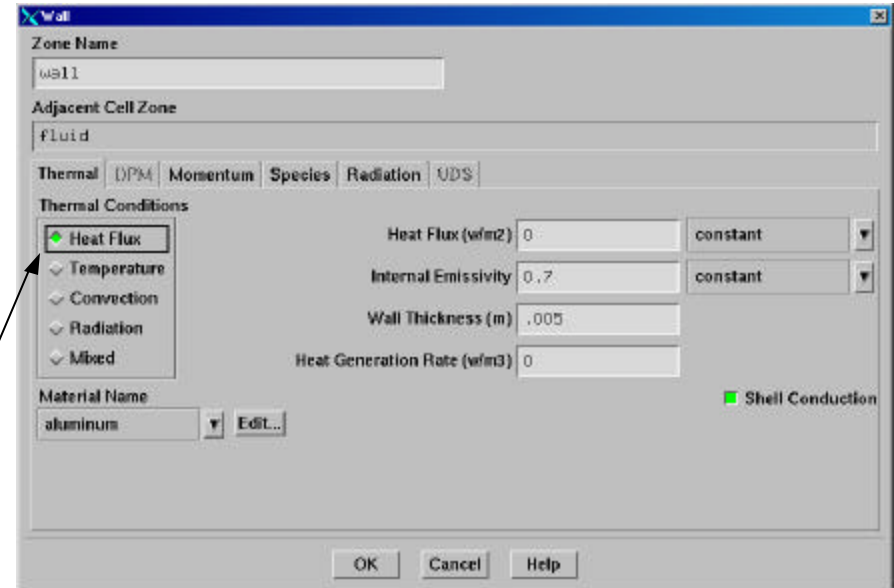 Wall
Zone Name
wall
Adjacent Cell Zone
fluid
Thermal DPM Momentum Species Radiation UDS
Thermal Conditions
Heat Flux
Temperature
Convection
Radiation
Mixed
Heat Flux (w/m2) 0 constant
Internal Emissivity 0.7 constant
Wall Thickness (m) .005
Heat Generation Rate (w/m3) 0
Material Name
aluminum Edit...
Shell Conduction
OK Cancel Help